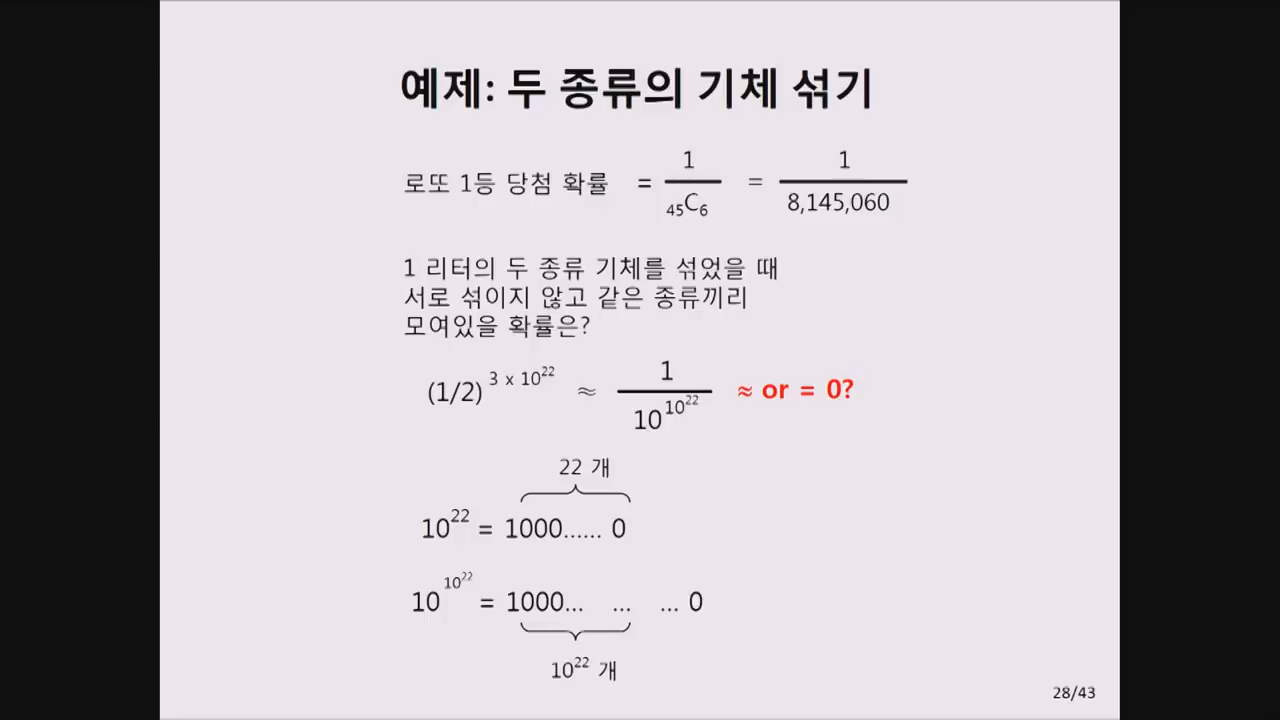 예제: 두 종류의 기체 섞기
로또 1등 당첨 확률 = 1/₄₅C₆ = 1/8,145,060
1 리터의 두 종류 기체를 섞었을 때
서로 섞이지 않고 같은 종류끼리
모여있을 확률은?
(1/2)^(3 x 10^22) ≈ 1/10^(10^22) ≈ or = 0?
22 개
10^22 = 1000...... 0
10^(10^22) = 1000... ... ... 0
10^22 개
28/43